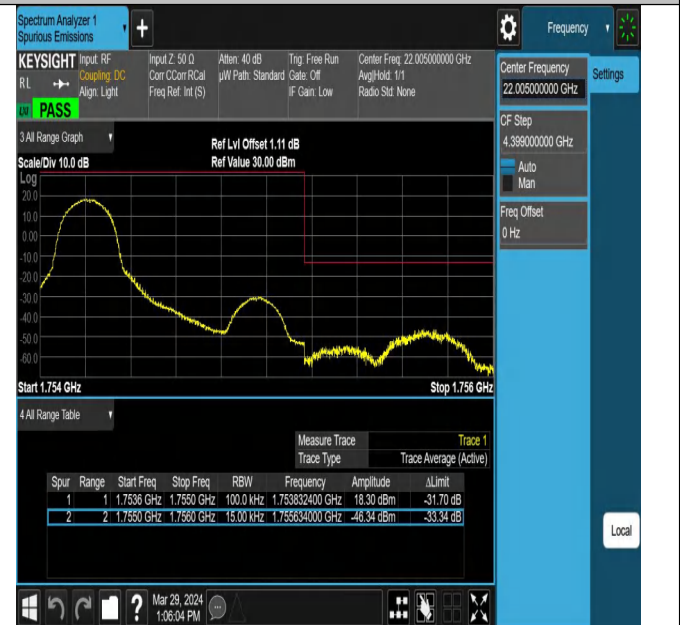 Spectrum Analyzer 1
Spurious Emissions
+
Frequency
KEYSIGHT
RL
PASS
Input: RF
Coupling: DC
Align: Light
Input Z: 50 Ω
Corr CCorr RCal
Freq Ref: Int (S)
Atten: 40 dB
µW Path: Standard
Trig: Free Run
Gate: Off
IF Gain: Low
Center Freq: 22.005000000 GHz
Avg|Hold: 1/1
Radio Std: None
Center Frequency
22.005000000 GHz
Settings
CF Step
4.399000000 GHz
Auto
Man
Freq Offset
0 Hz
3 All Range Graph
Ref Lvl Offset 1.11 dB
Scale/Div 10.0 dB
Ref Value 30.00 dBm
Log
20.0
10.0
0.00
-10.0
-20.0
-30.0
-40.0
-50.0
-60.0
Start 1.754 GHz
Stop 1.756 GHz
4 All Range Table
Measure Trace Trace 1
Trace Type Trace Average (Active)
Spur Range Start Freq Stop Freq RBW Frequency Amplitude ΔLimit
1 1 1.7536 GHz 1.7550 GHz 100.0 kHz 1.753832400 GHz 18.30 dBm -31.70 dB
2 2 1.7550 GHz 1.7560 GHz 15.00 kHz 1.755634000 GHz -46.34 dBm -33.34 dB
Local
?
Mar 29, 2024
1:06:04 PM